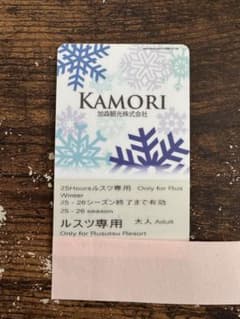 KAMORI
加森観光株式会社
25Hoursルスツ専用 Only for Rus
Winter
25 - 26シーズン終了まで有効
25 - 26 season
ルスツ専用 大人 Adult
Only for Rusutsu Resort